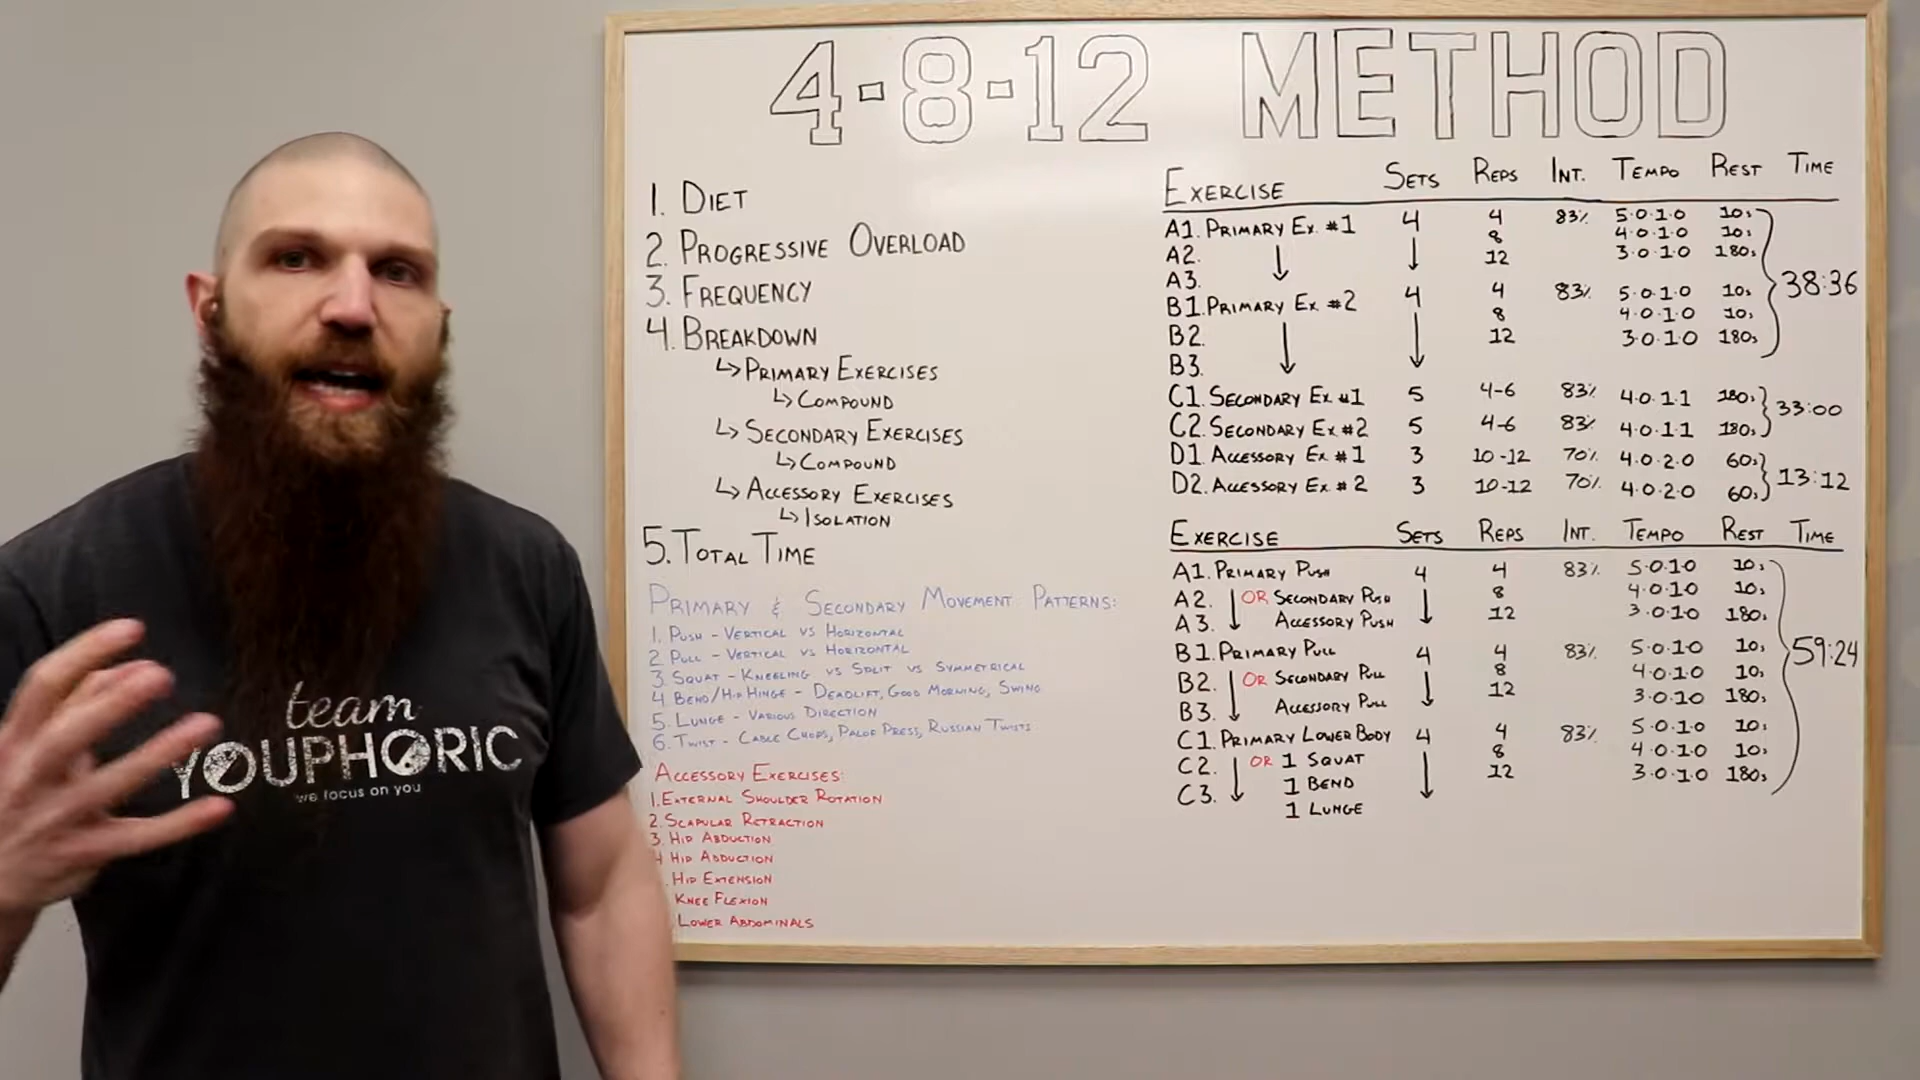 4-8-12 METHOD
1. DIET
2. PROGRESSIVE OVERLOAD
3. FREQUENCY
4. BREAKDOWN
↳ PRIMARY EXERCISES
↳ COMPOUND
↳ SECONDARY EXERCISES
↳ COMPOUND
↳ ACCESSORY EXERCISES
↳ ISOLATION
5. TOTAL TIME
PRIMARY & SECONDARY MOVEMENT PATTERNS:
1. PUSH - VERTICAL VS HORIZONTAL
2 PULL - VERTICAL VS HORIZONTAL
3. SQUAT - KNEELING VS SPLIT VS SYMMETRICAL
4 BEND/HIP HINGE - DEADLIFT, GOOD MORNING, SWING
5. LUNGE - VARIOUS DIRECTION
6. TWIST - CABLE CHOPS, PALOF PRESS, RUSSIAN TWISTS
ACCESSORY EXERCISES:
1. EXTERNAL SHOULDER ROTATION
2. SCAPULAR RETRACTION
3 HIP ABDUCTION
4 HIP ADDUCTION
HIP EXTENSION
KNEE FLEXION
LOWER ABDOMINALS
EXERCISE SETS REPS INT. TEMPO REST TIME
A1. PRIMARY EX. #1 4 4 83% 5·0·1·0 10s
A2. 8 4·0·1·0 10s
A3. 12 3·0·1·0 180s
38:36
B1. PRIMARY EX #2 4 4 83% 5·0·1·0 10s
B2. 8 4·0·1·0 10s
B3. 12 3·0·1·0 180s
C1. SECONDARY EX #1 5 4-6 83% 4·0·1·1 180s
33:00
C2. SECONDARY EX #2 5 4-6 83% 4·0·1·1 180s
D1. ACCESSORY EX #1 3 10-12 70% 4·0·2·0 60s
13:12
D2. ACCESSORY EX #2 3 10-12 70% 4·0·2·0 60s
EXERCISE SETS REPS INT. TEMPO REST TIME
A1. PRIMARY PUSH 4 4 83% 5·0·1·0 10s
A2. OR SECONDARY PUSH 8 4·0·1·0 10s
A3. ACCESSORY PUSH 12 3·0·1·0 180s
B1. PRIMARY PULL 4 4 83% 5·0·1·0 10s
59:24
B2. OR SECONDARY PULL 8 4·0·1·0 10s
B3. ACCESSORY PULL 12 3·0·1·0 180s
C1. PRIMARY LOWER BODY 4 4 83% 5·0·1·0 10s
C2. OR 1 SQUAT 8 4·0·1·0 10s
C3. 1 BEND 12 3·0·1·0 180s
1 LUNGE
team
YOUPHORIC
we focus on you